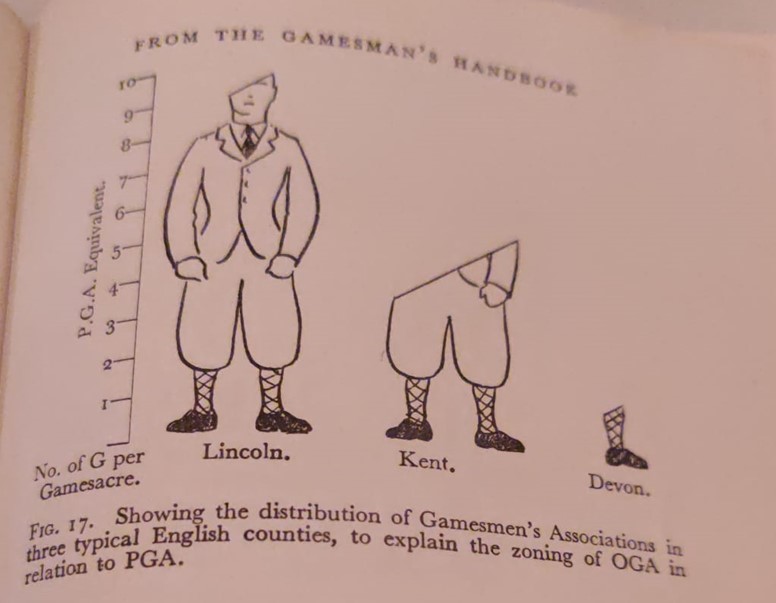 FROM THE GAMESMAN'S HANDBOOK
10
9
8
7
6
5
4
3
2
1
P.G.A. Equivalent.
No. of G per
Gamesacre.
Lincoln.
Kent.
Devon.
FIG. 17. Showing the distribution of Gamesmen's Associations in
three typical English counties, to explain the zoning of OGA in
relation to PGA.